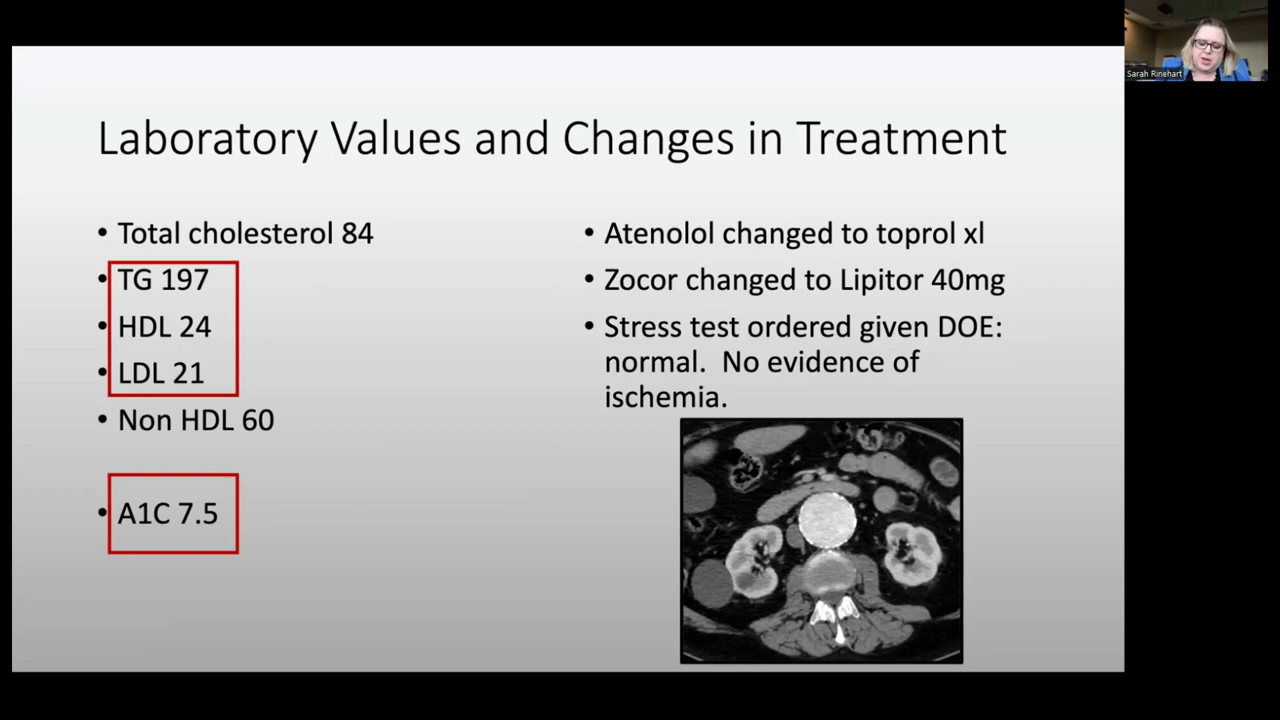 Sarah Rinehart
Laboratory Values and Changes in Treatment
• Total cholesterol 84
• TG 197
• HDL 24
• LDL 21
• Non HDL 60
• A1C 7.5
• Atenolol changed to toprol xl
• Zocor changed to Lipitor 40mg
• Stress test ordered given DOE:
normal.  No evidence of
ischemia.